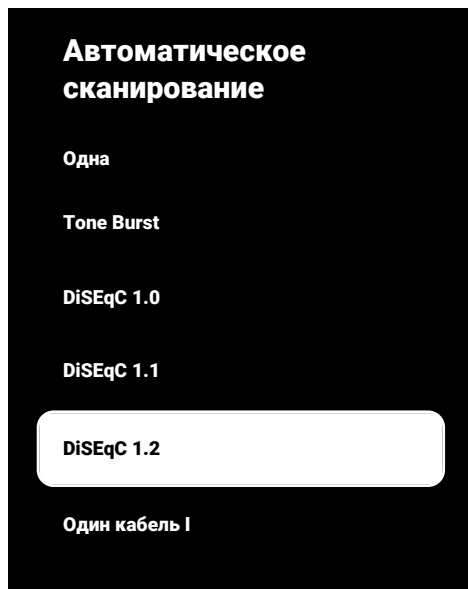 Автоматическое
сканирование
Одна
Tone Burst
DiSEqC 1.0
DiSEqC 1.1
DiSEqC 1.2
Один кабель I